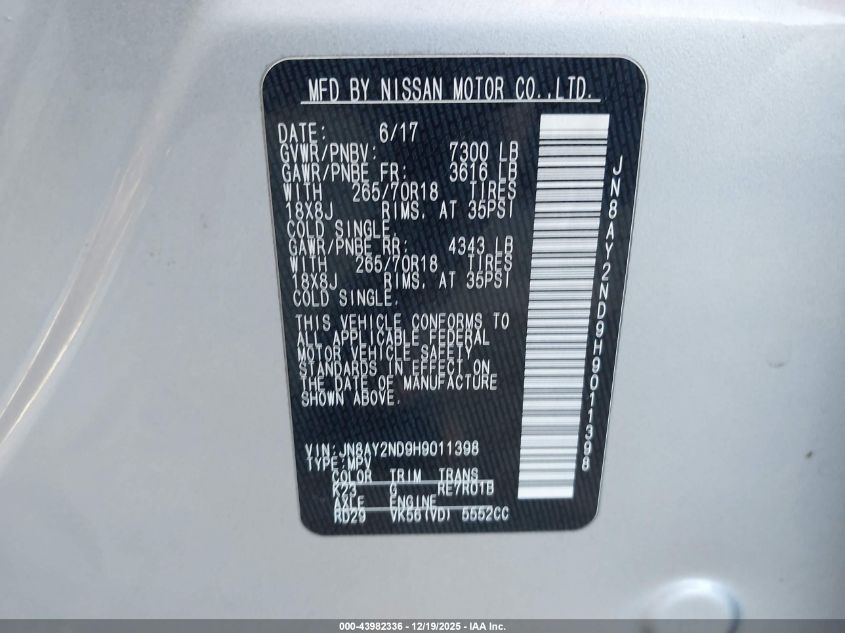 MFD BY NISSAN MOTOR CO.,LTD.
DATE: 6/17
GVWR/PNBV: 7300 LB
GAWR/PNBE FR: 3616 LB
WITH 265/70R18 TIRES
18X8J RIMS, AT 35PSI
COLD SINGLE.
GAWR/PNBE RR: 4343 LB
WITH 265/70R18 TIRES
18X8J RIMS, AT 35PSI
COLD SINGLE.
THIS VEHICLE CONFORMS TO
ALL APPLICABLE FEDERAL
MOTOR VEHICLE SAFETY
STANDARDS IN EFFECT ON
THE DATE OF MANUFACTURE
SHOWN ABOVE.
VIN:JN8AY2ND9H9011398
TYPE:MPV
COLOR TRIM TRANS
K23 G RE7R01B
AXLE ENGINE
RD29 VK56(VD) 5552CC
JN8AY2ND9H9011398
000-43982336 - 12/19/2025 - IAA Inc.